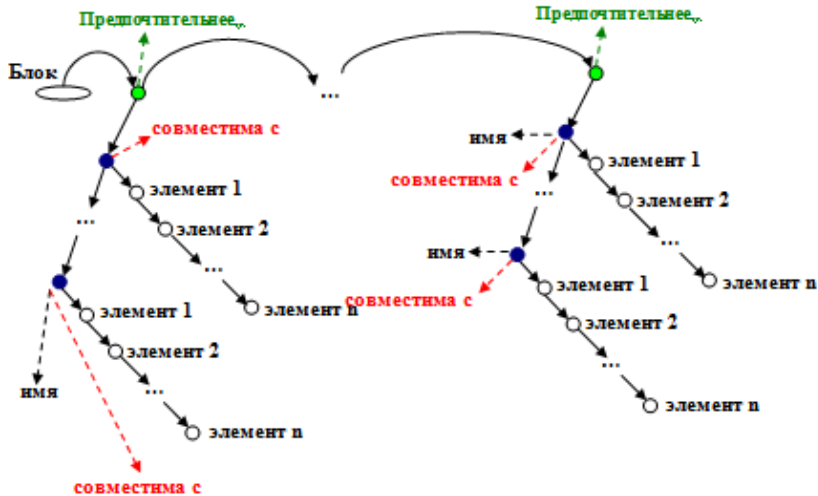 Предпочтительнее..
Предпочтительнее..
Блок
...
совместима с
имя
элемент 1
совместима с
элемент 1
...
элемент 2
...
элемент 2
имя
...
...
элемент n
совместима с
элемент n
элемент 1
элемент 1
элемент 2
элемент 2
...
имя
...
элемент n
элемент n
совместима с